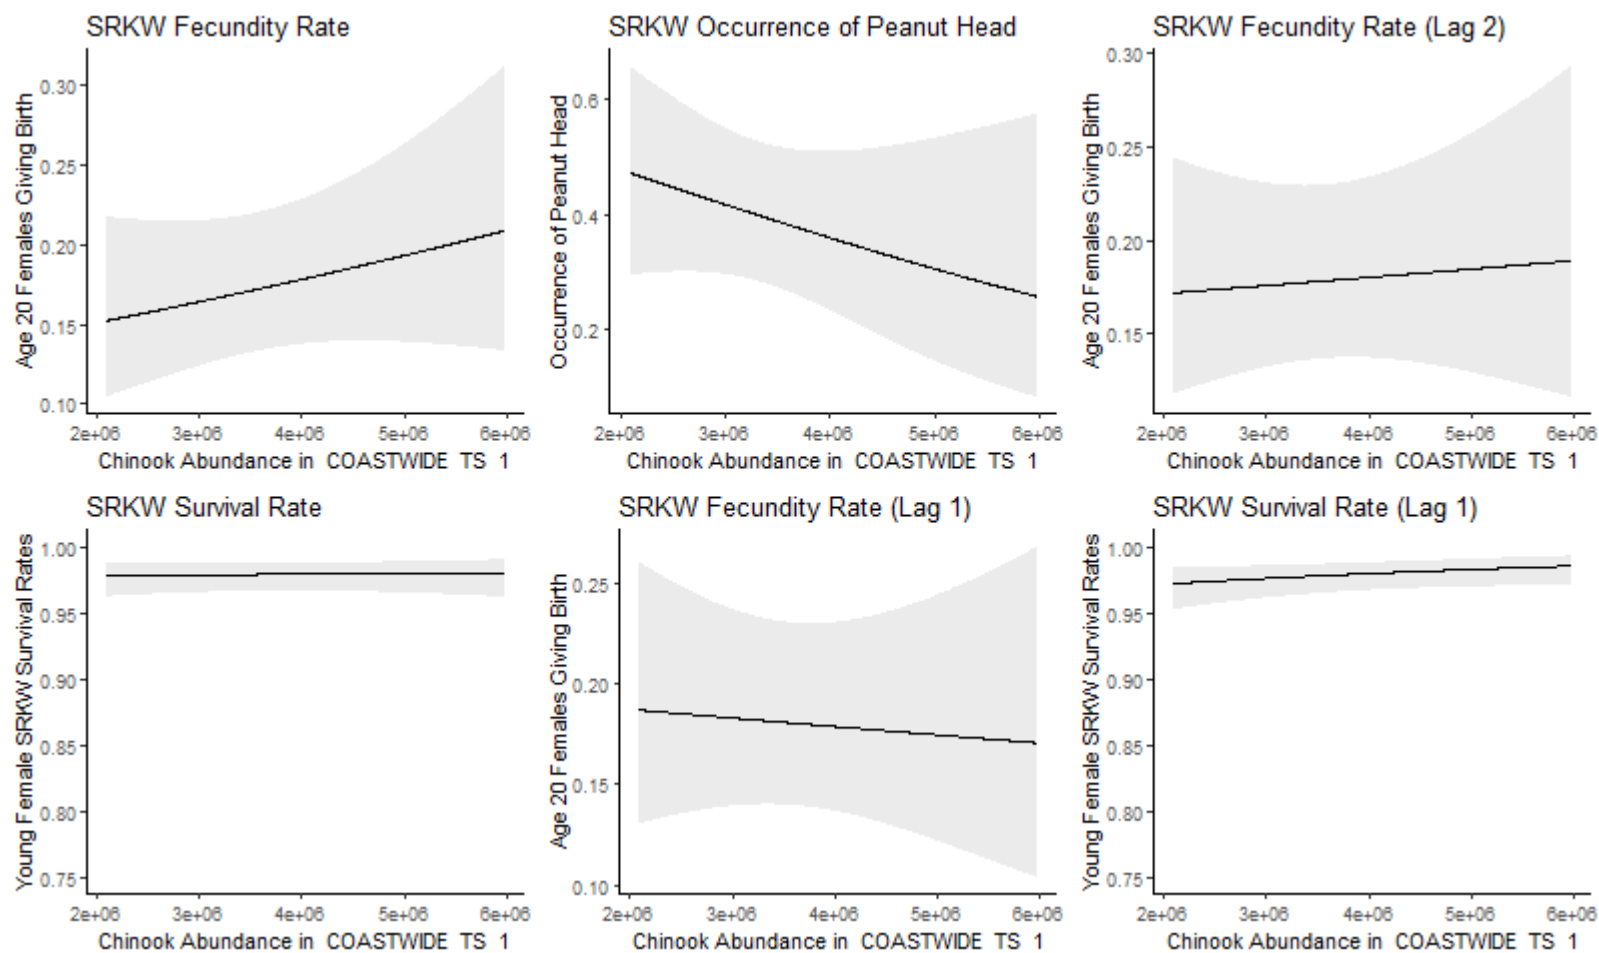 SRKW Fecundity Rate
Age 20 Females Giving Birth
0.30
0.25
0.20
0.15
0.10
2e+06 3e+06 4e+06 5e+06 6e+06
Chinook Abundance in COASTWIDE TS 1
SRKW Occurrence of Peanut Head
Occurrence of Peanut Head
0.6
0.4
0.2
2e+06 3e+06 4e+06 5e+06 6e+06
Chinook Abundance in COASTWIDE TS 1
SRKW Fecundity Rate (Lag 2)
Age 20 Females Giving Birth
0.30
0.25
0.20
0.15
2e+06 3e+06 4e+06 5e+06 6e+06
Chinook Abundance in COASTWIDE TS 1
SRKW Survival Rate
Young Female SRKW Survival Rates
1.00
0.95
0.90
0.85
0.80
0.75
2e+06 3e+06 4e+06 5e+06 6e+06
Chinook Abundance in COASTWIDE TS 1
SRKW Fecundity Rate (Lag 1)
Age 20 Females Giving Birth
0.25
0.20
0.15
0.10
2e+06 3e+06 4e+06 5e+06 6e+06
Chinook Abundance in COASTWIDE TS 1
SRKW Survival Rate (Lag 1)
Young Female SRKW Survival Rates
1.00
0.95
0.90
0.85
0.80
0.75
2e+06 3e+06 4e+06 5e+06 6e+06
Chinook Abundance in COASTWIDE TS 1